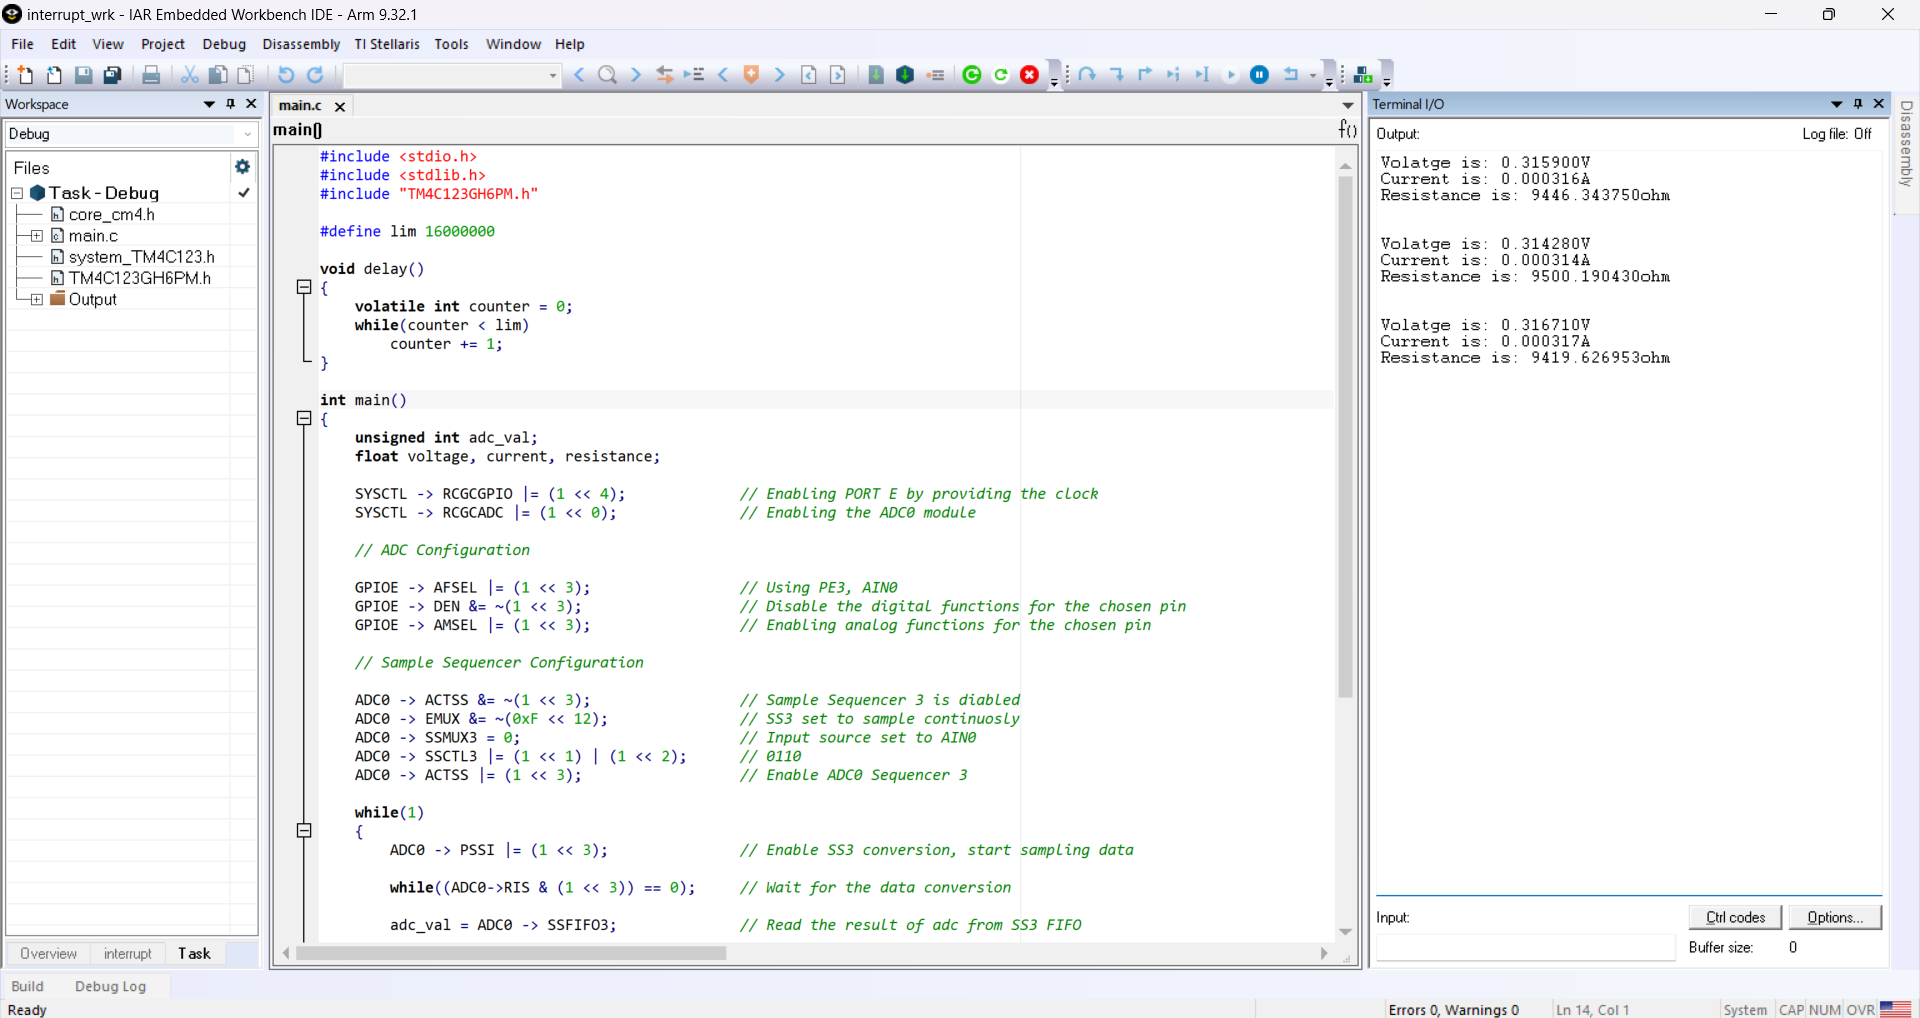 interrupt_wrk - IAR Embedded Workbench IDE - Arm 9.32.1
File Edit View Project Debug Disassembly TI Stellaris Tools Window Help
Workspace
Debug
Files
Task - Debug
core_cm4.h
main.c
system_TM4C123.h
TM4C123GH6PM.h
Output
Overview interrupt Task
main.c
main()
f()
#include <stdio.h>
#include <stdlib.h>
#include "TM4C123GH6PM.h"
#define lim 16000000
void delay()
{
volatile int counter = 0;
while(counter < lim)
counter += 1;
}
int main()
{
unsigned int adc_val;
float voltage, current, resistance;
SYSCTL -> RCGCGPIO |= (1 << 4); // Enabling PORT E by providing the clock
SYSCTL -> RCGCADC |= (1 << 0); // Enabling the ADC0 module
// ADC Configuration
GPIOE -> AFSEL |= (1 << 3); // Using PE3, AIN0
GPIOE -> DEN &= ~(1 << 3); // Disable the digital functions for the chosen pin
GPIOE -> AMSEL |= (1 << 3); // Enabling analog functions for the chosen pin
// Sample Sequencer Configuration
ADC0 -> ACTSS &= ~(1 << 3); // Sample Sequencer 3 is diabled
ADC0 -> EMUX &= ~(0xF << 12); // SS3 set to sample continuosly
ADC0 -> SSMUX3 = 0; // Input source set to AIN0
ADC0 -> SSCTL3 |= (1 << 1) | (1 << 2); // 0110
ADC0 -> ACTSS |= (1 << 3); // Enable ADC0 Sequencer 3
while(1)
{
ADC0 -> PSSI |= (1 << 3); // Enable SS3 conversion, start sampling data
while((ADC0->RIS & (1 << 3)) == 0); // Wait for the data conversion
adc_val = ADC0 -> SSFIFO3; // Read the result of adc from SS3 FIFO
Terminal I/O
Output: Log file: Off
Volatge is: 0.315900V
Current is: 0.000316A
Resistance is: 9446.343750ohm
Volatge is: 0.314280V
Current is: 0.000314A
Resistance is: 9500.190430ohm
Volatge is: 0.316710V
Current is: 0.000317A
Resistance is: 9419.626953ohm
Input: Ctrl codes Options...
Buffer size: 0
Disassembly
Build Debug Log
Ready Errors 0, Warnings 0 Ln 14, Col 1 System CAP NUM OVR